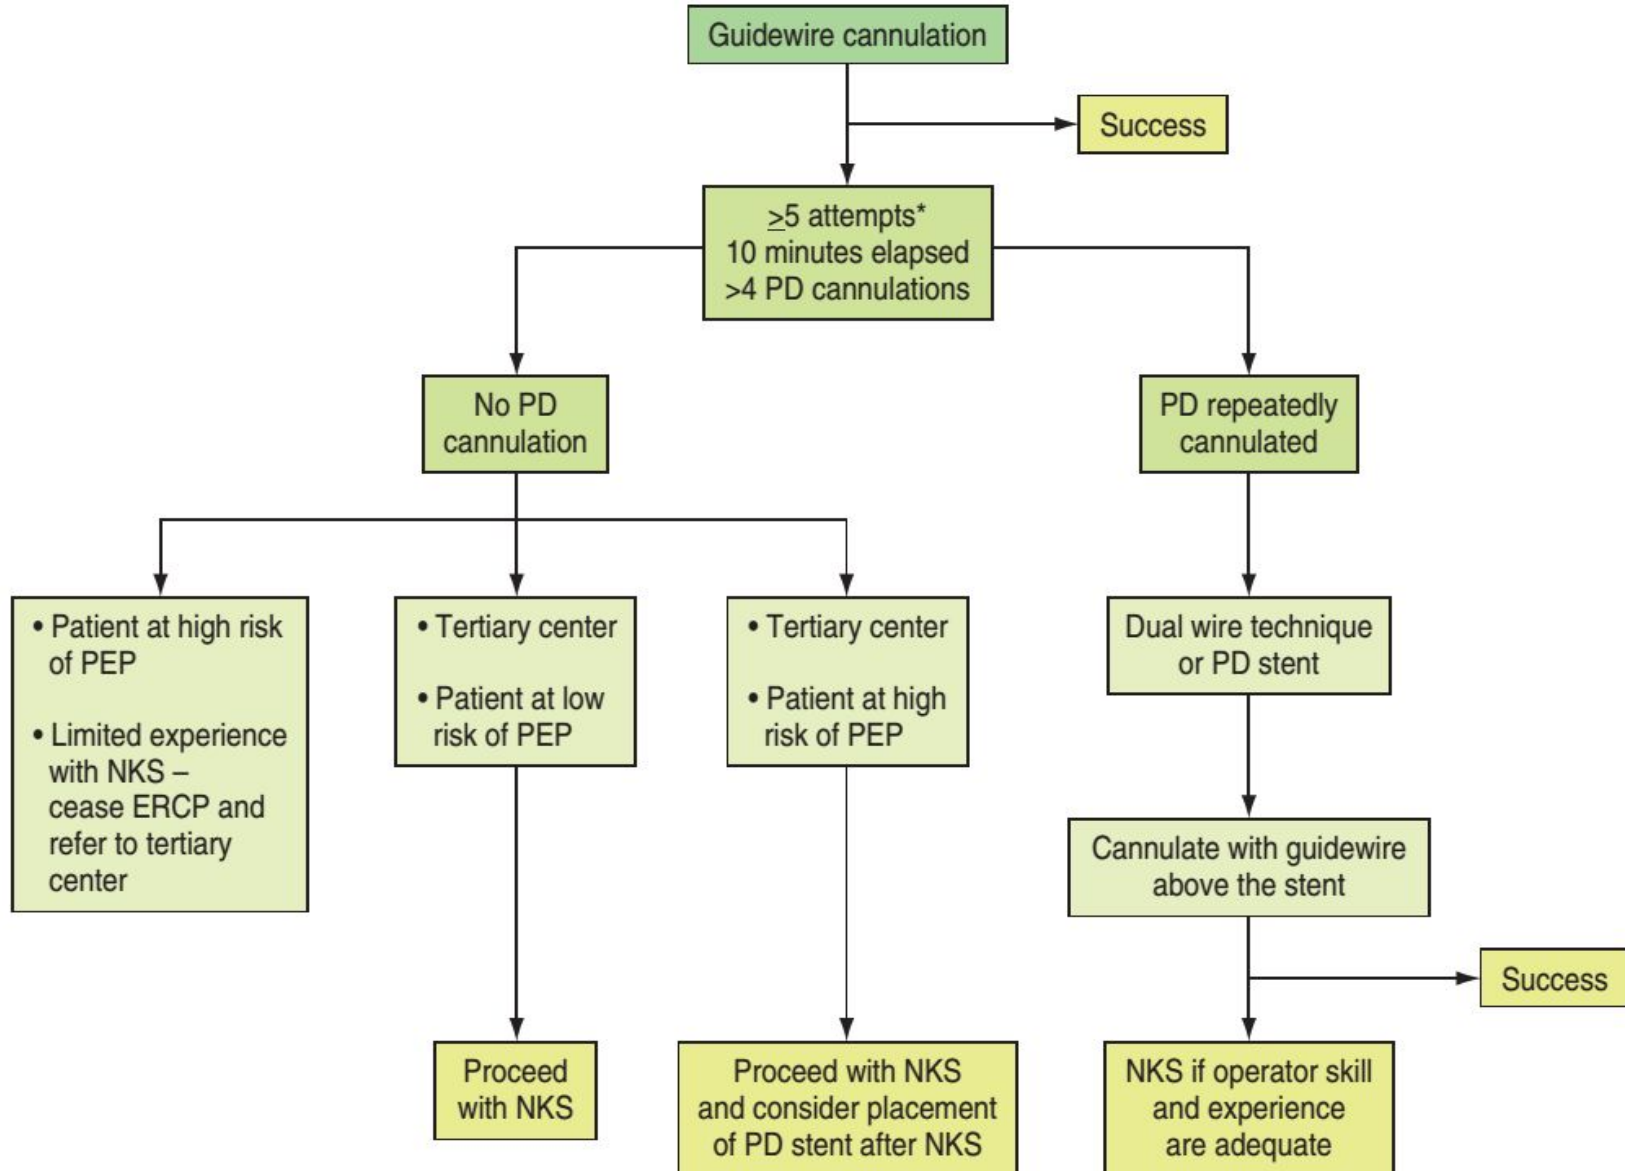 Guidewire cannulation
Success
≥5 attempts*
10 minutes elapsed
>4 PD cannulations
No PD
cannulation
PD repeatedly
cannulated
• Patient at high risk
of PEP
• Limited experience
with NKS –
cease ERCP and
refer to tertiary
center
• Tertiary center
• Patient at low
risk of PEP
• Tertiary center
• Patient at high
risk of PEP
Dual wire technique
or PD stent
Cannulate with guidewire
above the stent
Success
Proceed
with NKS
Proceed with NKS
and consider placement
of PD stent after NKS
NKS if operator skill
and experience
are adequate